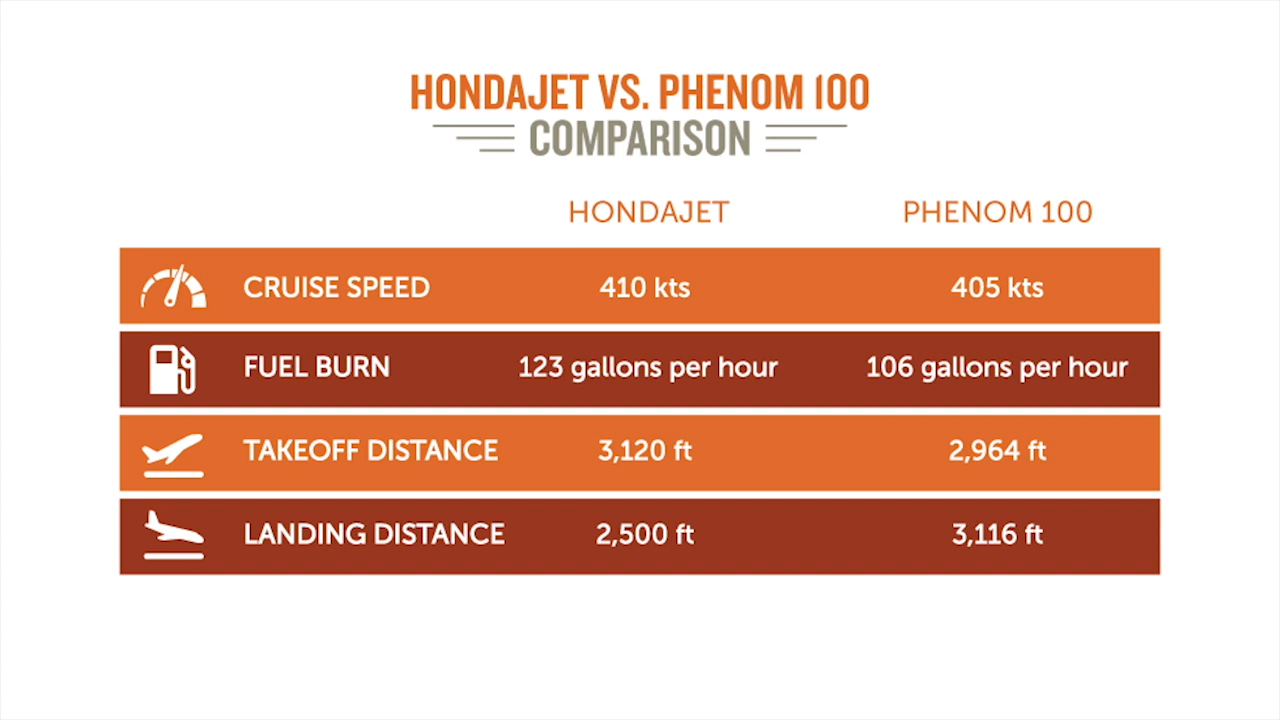 HONDAJET VS. PHENOM 100
COMPARISON
HONDAJET PHENOM 100
CRUISE SPEED 410 kts 405 kts
FUEL BURN 123 gallons per hour 106 gallons per hour
TAKEOFF DISTANCE 3,120 ft 2,964 ft
LANDING DISTANCE 2,500 ft 3,116 ft